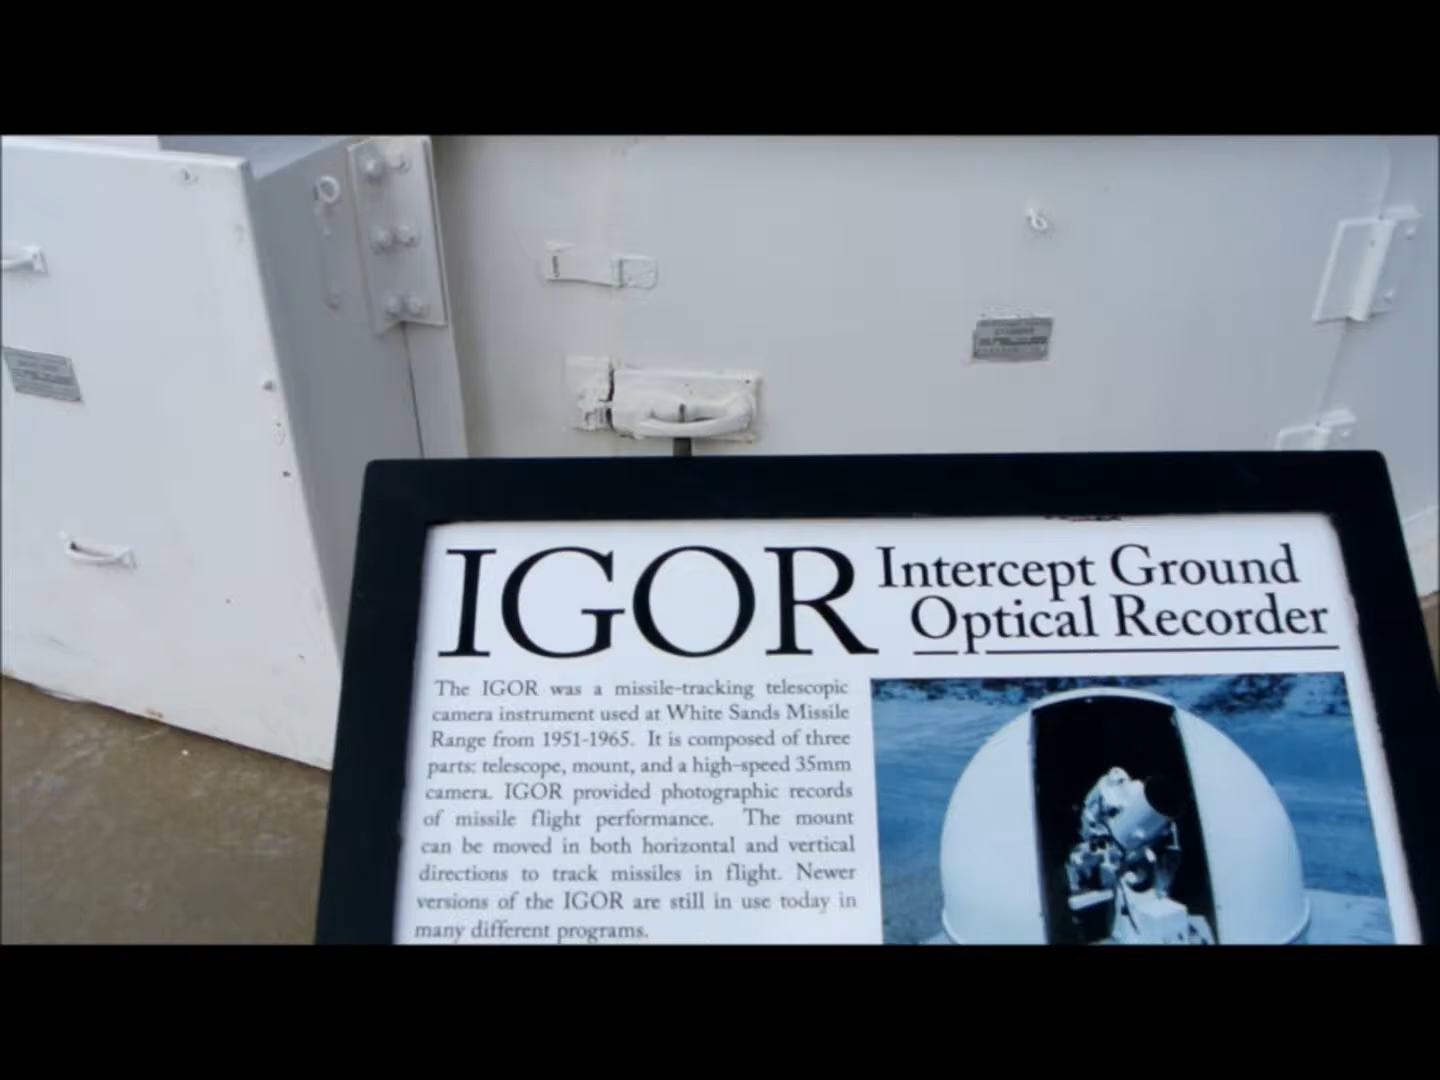 IGOR Intercept Ground
Optical Recorder
The IGOR was a missile-tracking telescopic
camera instrument used at White Sands Missile
Range from 1951-1965. It is composed of three
parts: telescope, mount, and a high-speed 35mm
camera. IGOR provided photographic records
of missile flight performance. The mount
can be moved in both horizontal and vertical
directions to track missiles in flight. Newer
versions of the IGOR are still in use today in
many different programs.